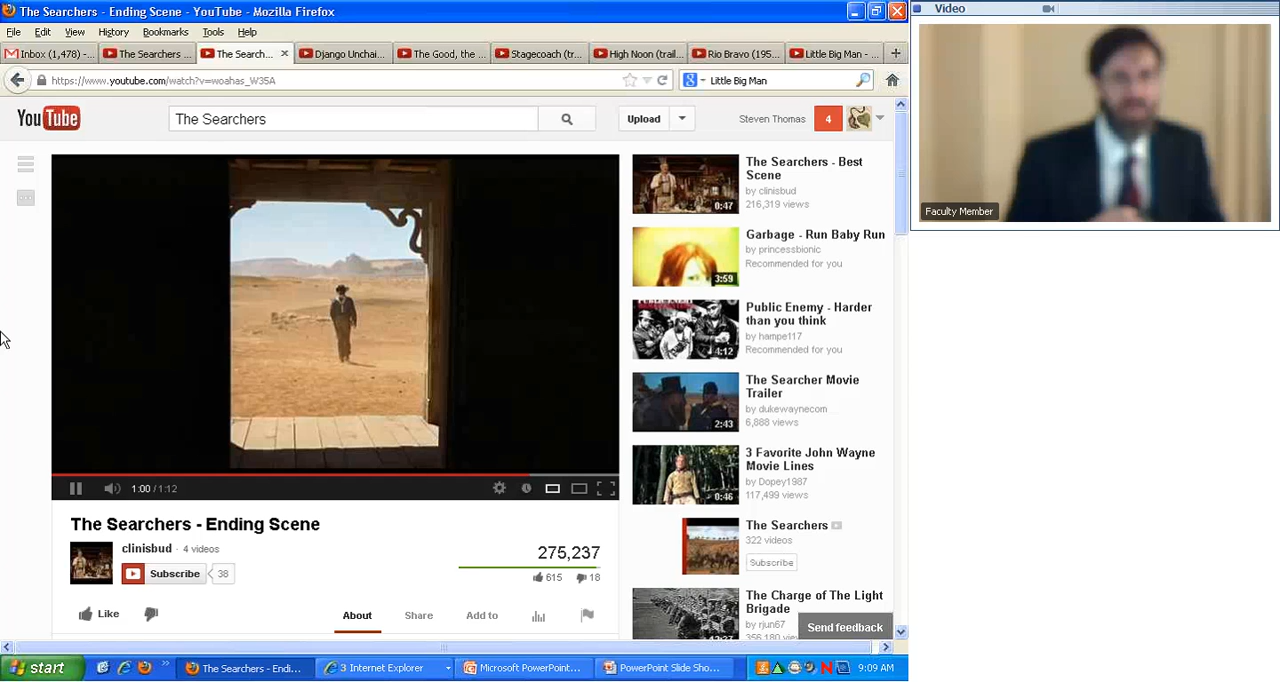 The Searchers - Ending Scene - YouTube - Mozilla Firefox
Video
File Edit View History Bookmarks Tools Help
Inbox (1,478) -... The Searchers ... The Search... Django Unchai... The Good, the... Stagecoach (tr... High Noon (trail... Rio Bravo (195... Little Big Man - ...
https://www.youtube.com/watch?v=woahas_W35A
Little Big Man
YouTube
The Searchers
Upload
Steven Thomas
4
Faculty Member
The Searchers - Best
Scene
by clinisbud
216,319 views
0:47
Garbage - Run Baby Run
by princessbionic
Recommended for you
3:59
Public Enemy - Harder
than you think
by hampe117
Recommended for you
4:12
The Searcher Movie
Trailer
by dukewaynecom
6,888 views
2:43
3 Favorite John Wayne
Movie Lines
by Dopey1987
117,499 views
0:46
The Searchers
322 videos
Subscribe
The Charge of The Light
Brigade
by rjun67
356,180 views
Send feedback
1:00 / 1:12
The Searchers - Ending Scene
clinisbud · 4 videos
Subscribe 38
275,237
615 18
Like
About Share Add to
start
The Searchers - Endi...
3 Internet Explorer
Microsoft PowerPoint...
PowerPoint Slide Sho...
9:09 AM